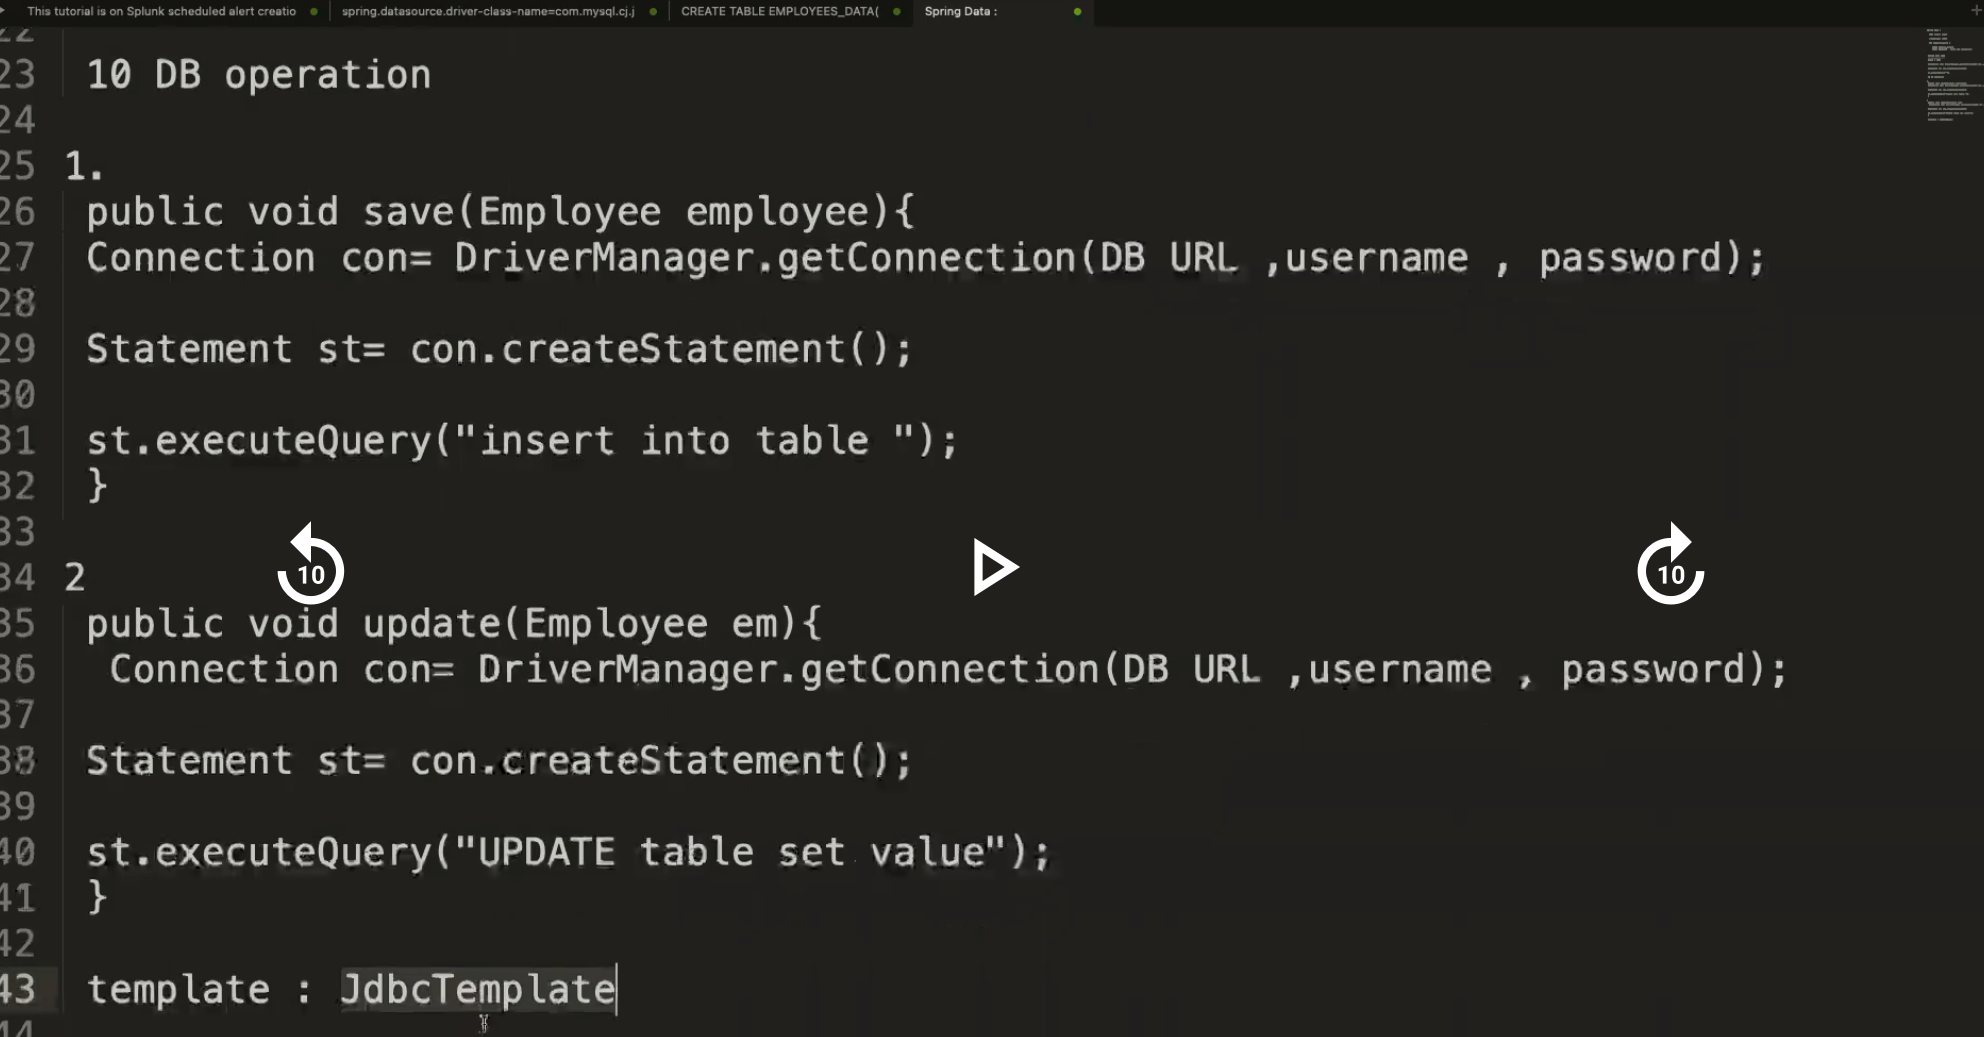 This tutorial is on Splunk scheduled alert creatio
spring.datasource.driver-class-name=com.mysql.cj.j
CREATE TABLE EMPLOYEES_DATA(
Spring Data :
22
23 10 DB operation
24
25 1.
26 public void save(Employee employee){
27 Connection con= DriverManager.getConnection(DB URL ,username , password);
28
29 Statement st= con.createStatement();
30
31 st.executeQuery("insert into table ");
32 }
33
34 2
35 public void update(Employee em){
36 Connection con= DriverManager.getConnection(DB URL ,username , password);
37
38 Statement st= con.createStatement();
39
40 st.executeQuery("UPDATE table set value");
41 }
42
43 template : JdbcTemplate
44
10
10